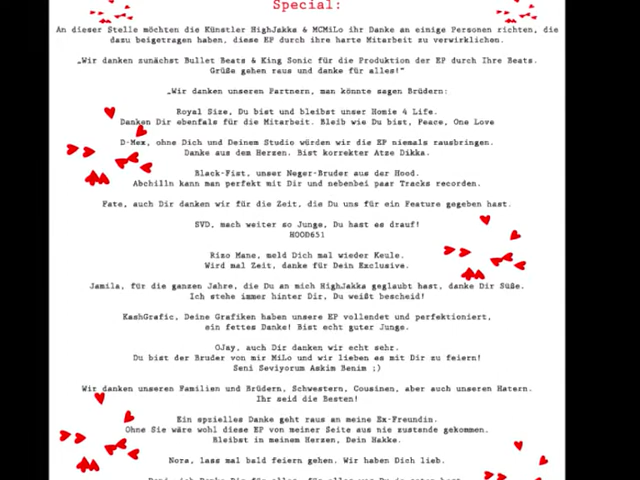 Special:
An dieser Stelle möchten die Künstler HighJakka & MCMiLo ihr Danke an einige Personen richten, die
dazu beigetragen haben, diese EP durch ihre harte Mitarbeit zu verwirklichen.
„Wir danken zunächst Bullet Beats & King Sonic für die Produktion der EP durch Ihre Beats.
Grüße gehen raus und danke für alles!“
„Wir danken unseren Partnern, man könnte sagen Brüdern:
Royal Size, Du bist und bleibst unser Homie 4 Life.
Danken Dir ebenfalls für die Mitarbeit. Bleib wie Du bist, Peace, One Love
D-Mex, ohne Dich und Deinem Studio würden wir die EP niemals rausbringen.
Danke aus dem Herzen. Bist korrekter Atze Dikka.
Black-Fist, unser Neger-Bruder aus der Hood.
Abchilln kann man perfekt mit Dir und nebenbei paar Tracks recorden.
Fate, auch Dir danken wir für die Zeit, die Du uns für ein Feature gegeben hast.
SVD, mach weiter so Junge, Du hast es drauf!
HOOD651
Rizo Mane, meld Dich mal wieder Keule.
Wird mal Zeit, danke für Dein Exclusive.
Jamila, für die ganzen Jahre, die Du an mich HighJakka geglaubt hast, danke Dir Süße.
Ich stehe immer hinter Dir, Du weißt bescheid!
KashGrafic, Deine Grafiken haben unsere EP vollendet und perfektioniert,
ein fettes Danke! Bist echt guter Junge.
OJay, auch Dir danken wir echt sehr.
Du bist der Bruder von mir MiLo und wir lieben es mit Dir zu feiern!
Seni Seviyorum Askim Benim ;)
Wir danken unseren Familien und Brüdern, Schwestern, Cousinen, aber auch unseren Hatern.
Ihr seid die Besten!
Ein spzielles Danke geht raus an meine Ex-Freundin.
Ohne Sie wäre wohl diese EP von meiner Seite aus nie zustande gekommen.
Bleibst in meinem Herzen, Dein Hakke.
Nora, lass mal bald feiern gehen. Wir haben Dich lieb.